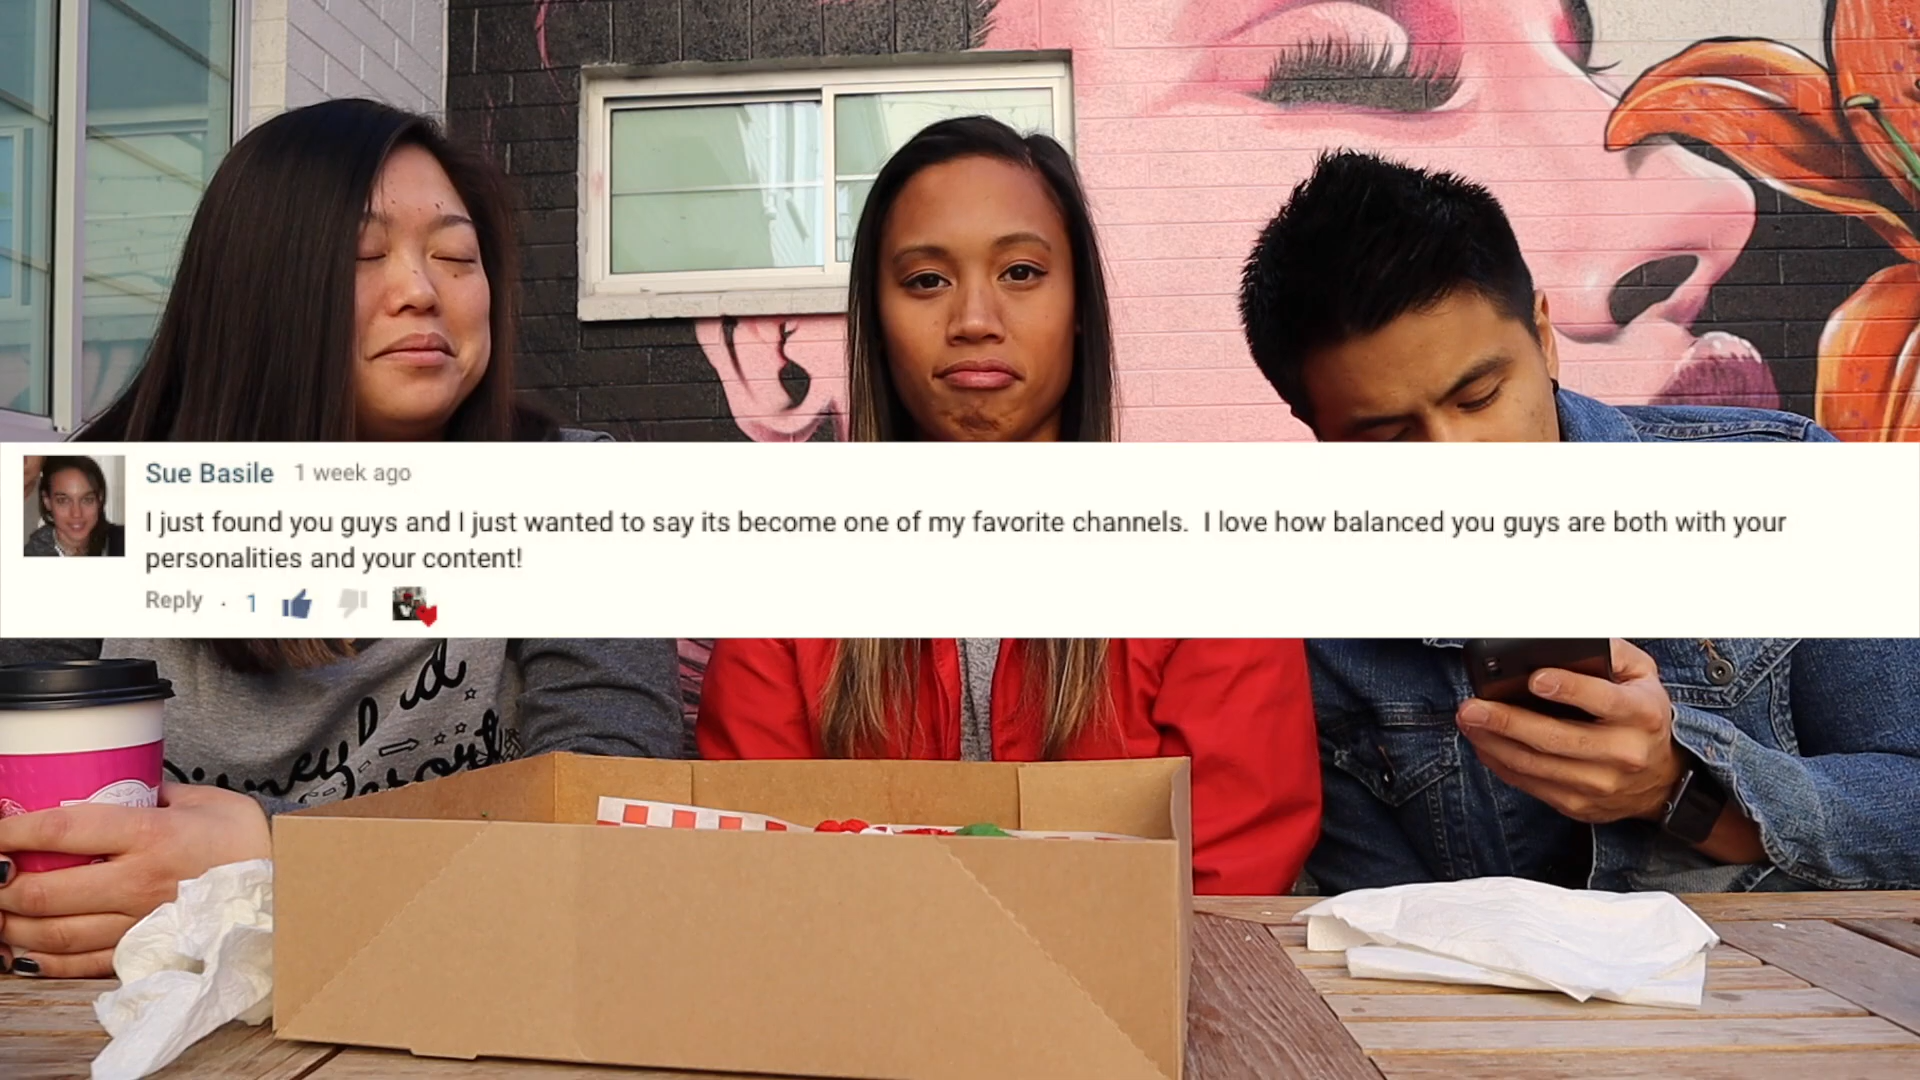 Sue Basile 1 week ago
I just found you guys and I just wanted to say its become one of my favorite channels. I love how balanced you guys are both with your
personalities and your content!
Reply · 1